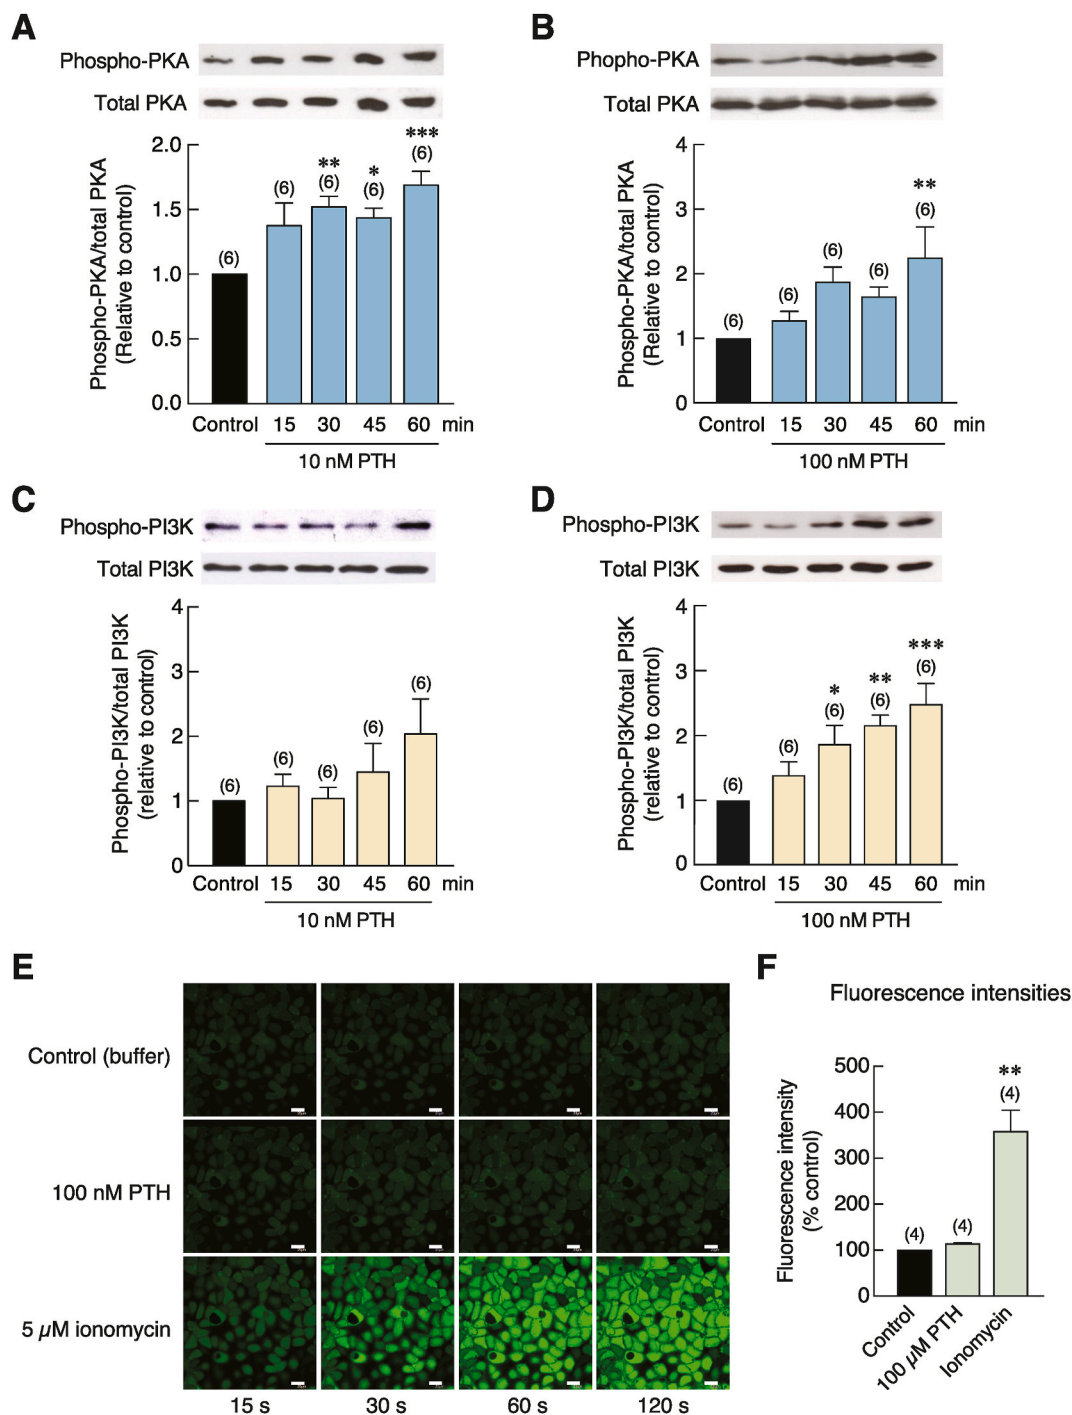 A
Phospho-PKA
Total PKA
Phospho-PKA/total PKA
(Relative to control)
2.0
1.5
1.0
0.5
0.0
(6)
(6)
**
(6)
*
(6)
***
(6)
Control 15 30 45 60 min
10 nM PTH
B
Phopho-PKA
Total PKA
Phospho-PKA/total PKA
(Relative to control)
4
3
2
1
0
(6)
(6)
(6)
(6)
**
(6)
Control 15 30 45 60 min
100 nM PTH
C
Phospho-PI3K
Total PI3K
Phospho-PI3K/total PI3K
(relative to control)
4
3
2
1
0
(6)
(6)
(6)
(6)
(6)
Control 15 30 45 60 min
10 nM PTH
D
Phospho-PI3K
Total PI3K
Phospho-PI3K/total PI3K
(relative to control)
4
3
2
1
0
(6)
(6)
*
(6)
**
(6)
***
(6)
Control 15 30 45 60 min
100 nM PTH
E
Control (buffer)
100 nM PTH
5 µM ionomycin
15 s 30 s 60 s 120 s
F
Fluorescence intensities
Fluorescence intensity
(% control)
500
400
300
200
100
0
(4)
(4)
**
(4)
Control
100 µM PTH
Ionomycin